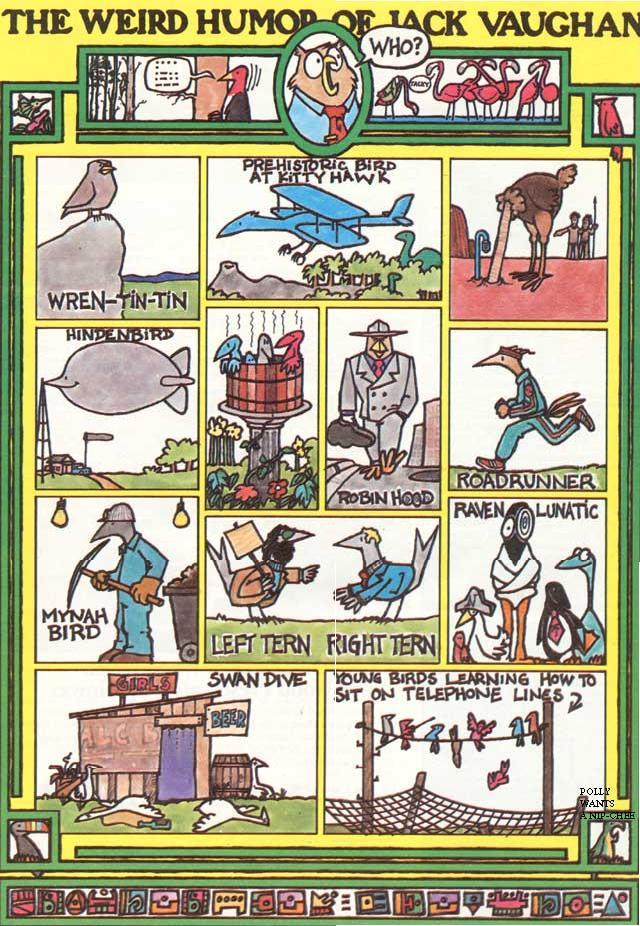 THE WEIRD HUMOR OF JACK VAUGHAN
WHO?
TACKY
PREHISTORIC BIRD
AT KITTY HAWK
WREN-TIN-TIN
HINDENBIRD
ROBIN HOOD
ROADRUNNER
MYNAH
BIRD
LEFT TERN
RIGHT TERN
RAVEN LUNATIC
GIRLS
BEER
SWAN DIVE
YOUNG BIRDS LEARNING HOW TO
SIT ON TELEPHONE LINES
POLLY
WANTS
A NIP-CHEE